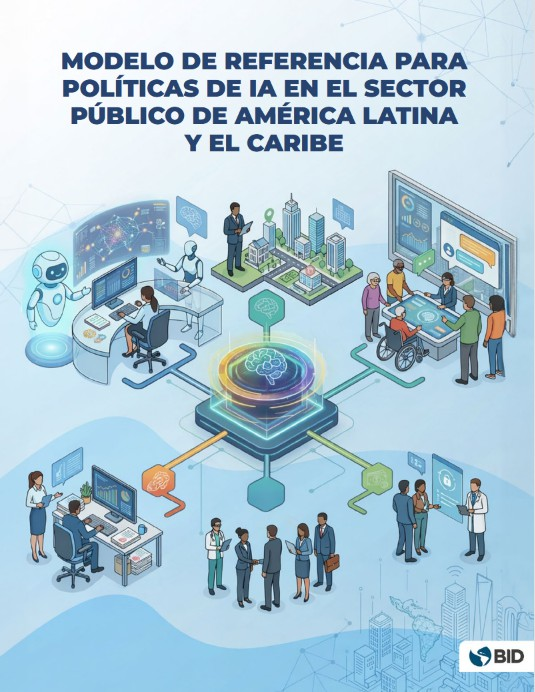 MODELO DE REFERENCIA PARA
POLÍTICAS DE IA EN EL SECTOR
PÚBLICO DE AMÉRICA LATINA
Y EL CARIBE
BID